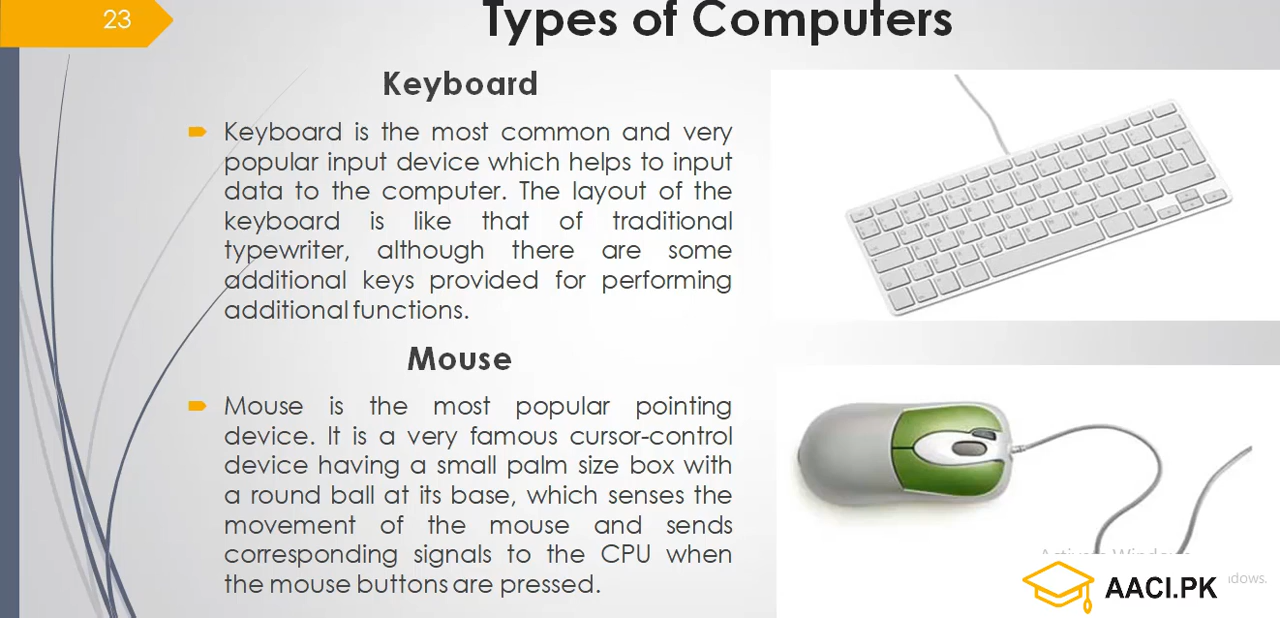 23
Types of Computers
Keyboard
Keyboard is the most common and very
popular input device which helps to input
data to the computer. The layout of the
keyboard is like that of traditional
typewriter, although there are some
additional keys provided for performing
additional functions.
Mouse
Mouse is the most popular pointing
device. It is a very famous cursor-control
device having a small palm size box with
a round ball at its base, which senses the
movement of the mouse and sends
corresponding signals to the CPU when
the mouse buttons are pressed.
AACI.PK